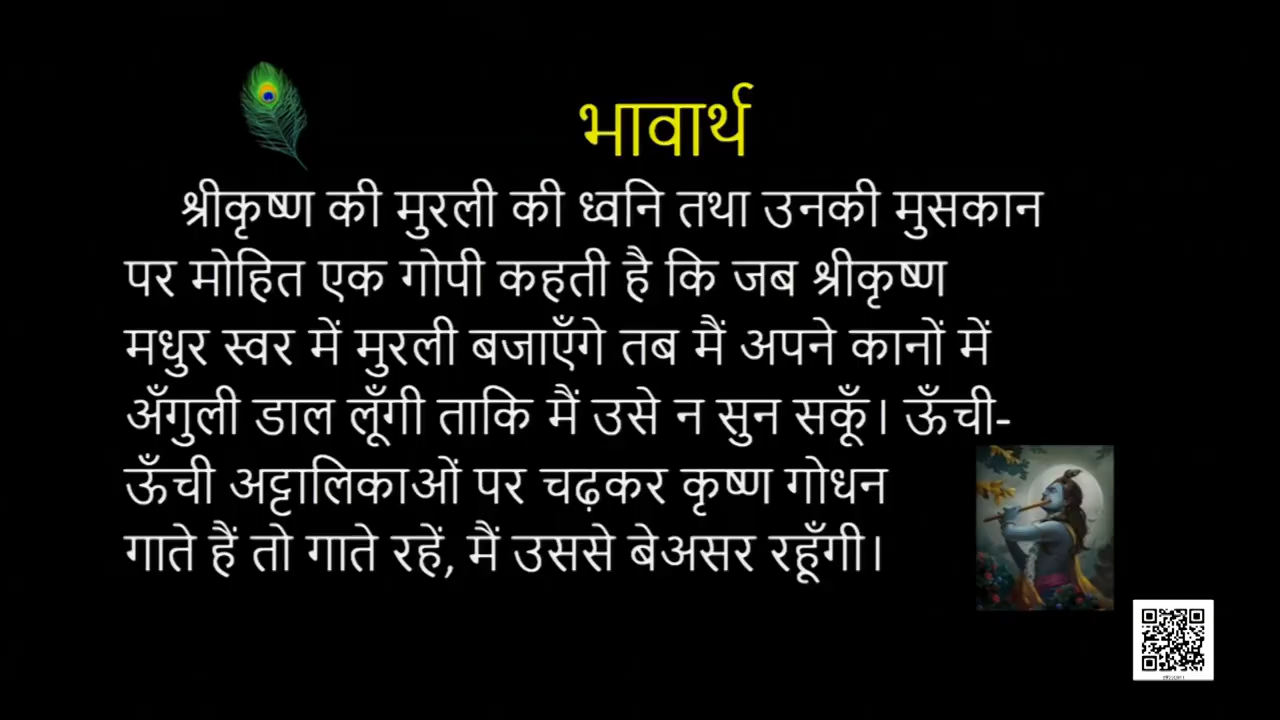 भावार्थ
श्रीकृष्ण की मुरली की ध्वनि तथा उनकी मुसकान
पर मोहित एक गोपी कहती है कि जब श्रीकृष्ण
मधुर स्वर में मुरली बजाएँगे तब मैं अपने कानों में
अँगुली डाल लूँगी ताकि मैं उसे न सुन सकूँ। ऊँची-
ऊँची अट्टालिकाओं पर चढ़कर कृष्ण गोधन
गाते हैं तो गाते रहें, मैं उससे बेअसर रहूँगी।